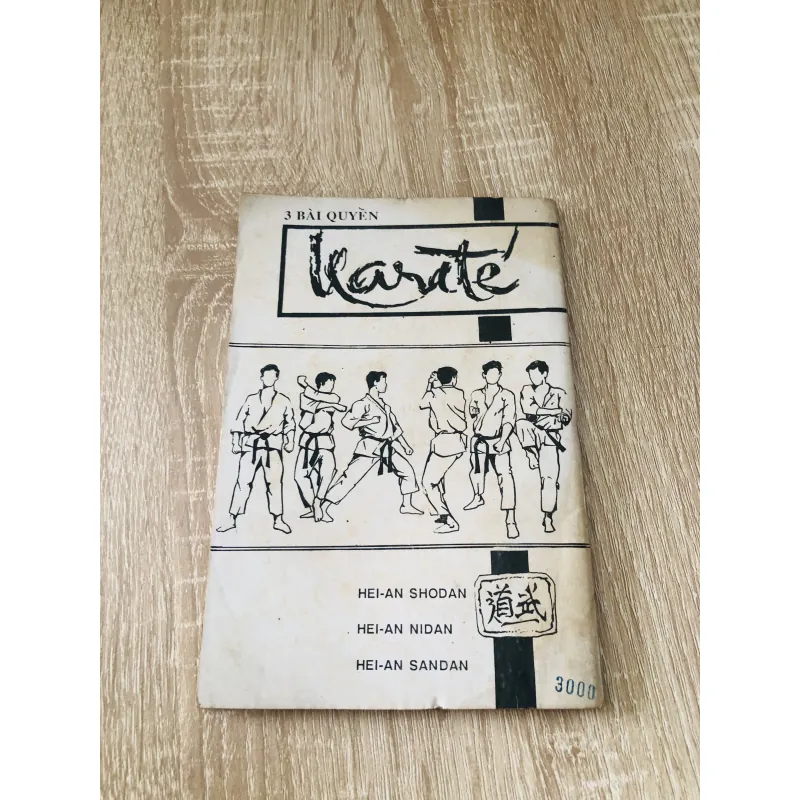 3 BÀI QUYỀN
Karaté
HEI-AN SHODAN
道武
HEI-AN NIDAN
HEI-AN SANDAN
3000